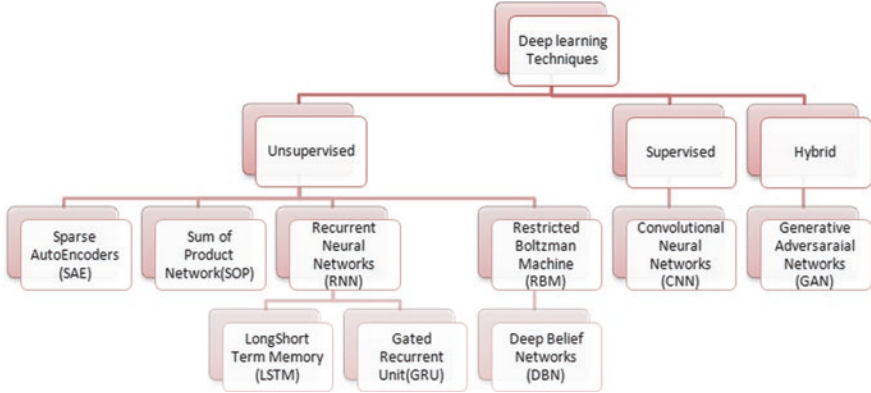 Deep learning
Techniques
Unsupervised
Supervised
Hybrid
Sparse
AutoEncoders
(SAE)
Sum of
Product
Network(SOP)
Recurrent
Neural
Networks
(RNN)
Restricted
Boltzman
Machine
(RBM)
Convolutional
Neural
Networks
(CNN)
Generative
Adversaraial
Networks
(GAN)
LongShort
Term Memory
(LSTM)
Gated
Recurrent
Unit(GRU)
Deep Belief
Networks
(DBN)